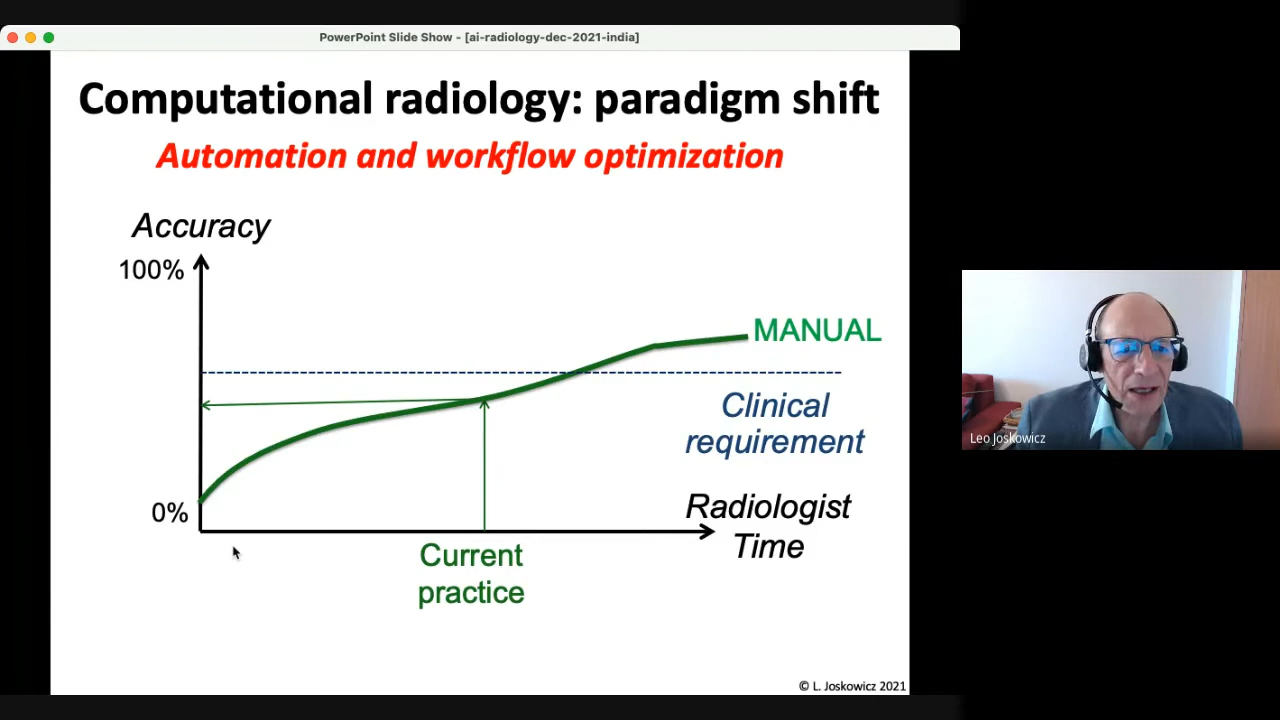 PowerPoint Slide Show - [ai-radiology-dec-2021-india]
Computational radiology: paradigm shift
Automation and workflow optimization
Accuracy
100%
MANUAL
Clinical
requirement
0%
Radiologist
Time
Current
practice
© L. Joskowicz 2021
Leo Joskowicz